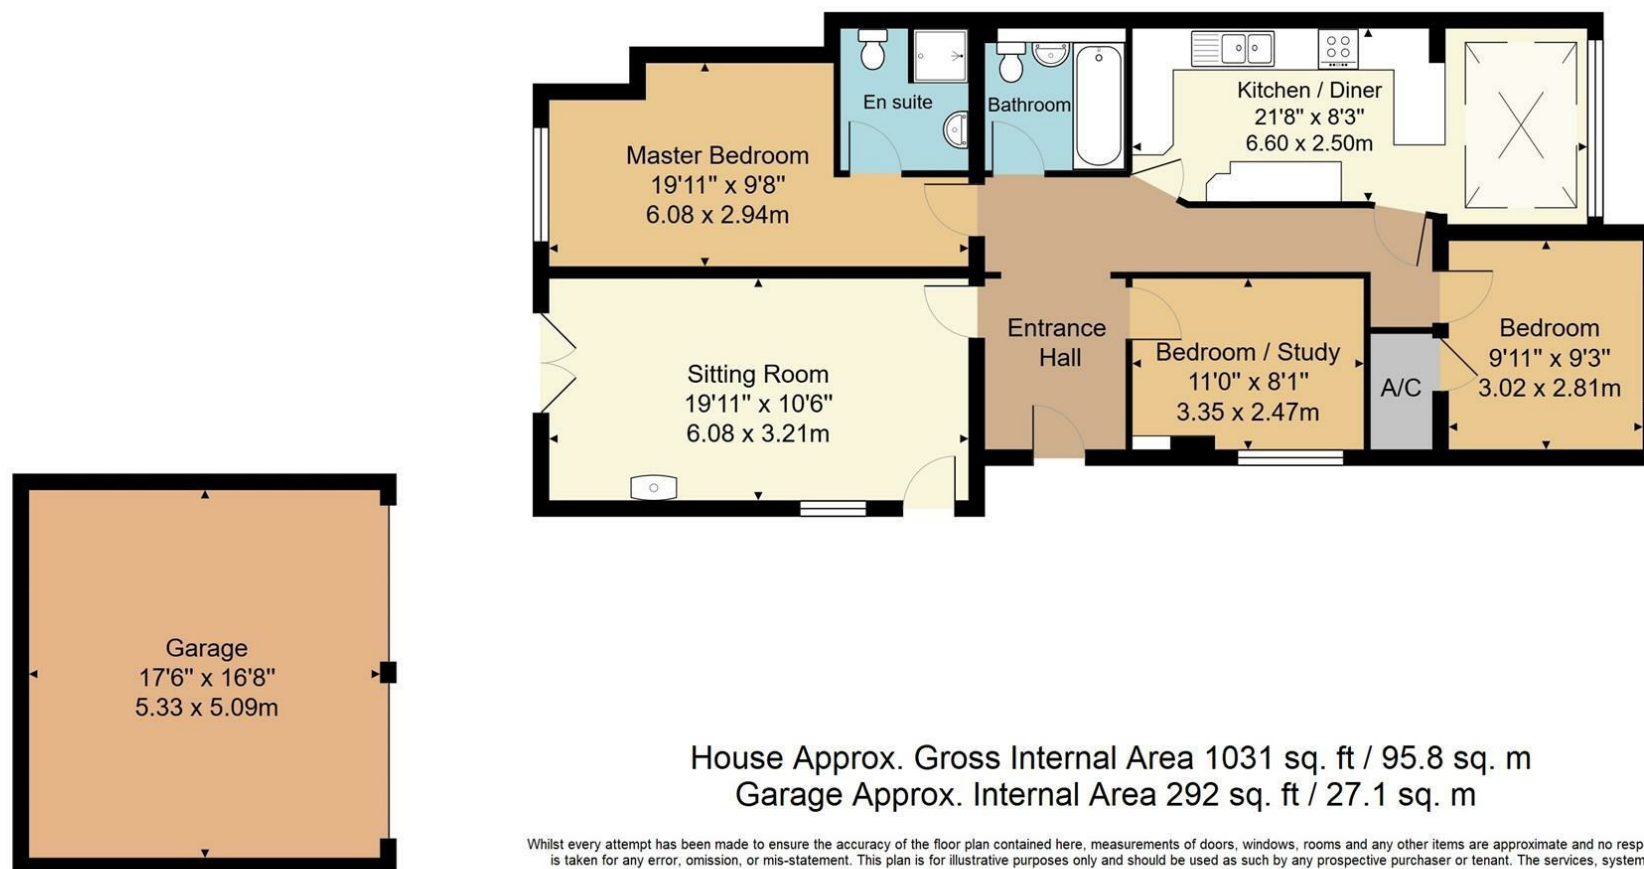 En suite
Bathroom
Kitchen / Diner
21'8" x 8'3"
6.60 x 2.50m
Master Bedroom
19'11" x 9'8"
6.08 x 2.94m
Sitting Room
19'11" x 10'6"
6.08 x 3.21m
Entrance
Hall
Bedroom / Study
11'0" x 8'1"
3.35 x 2.47m
A/C
Bedroom
9'11" x 9'3"
3.02 x 2.81m
Garage
17'6" x 16'8"
5.33 x 5.09m
House Approx. Gross Internal Area 1031 sq. ft / 95.8 sq. m
Garage Approx. Internal Area 292 sq. ft / 27.1 sq. m
Whilst every attempt has been made to ensure the accuracy of the floor plan contained here, measurements of doors, windows, rooms and any other items are approximate and no resp
is taken for any error, omission, or mis-statement. This plan is for illustrative purposes only and should be used as such by any prospective purchaser or tenant. The services, system